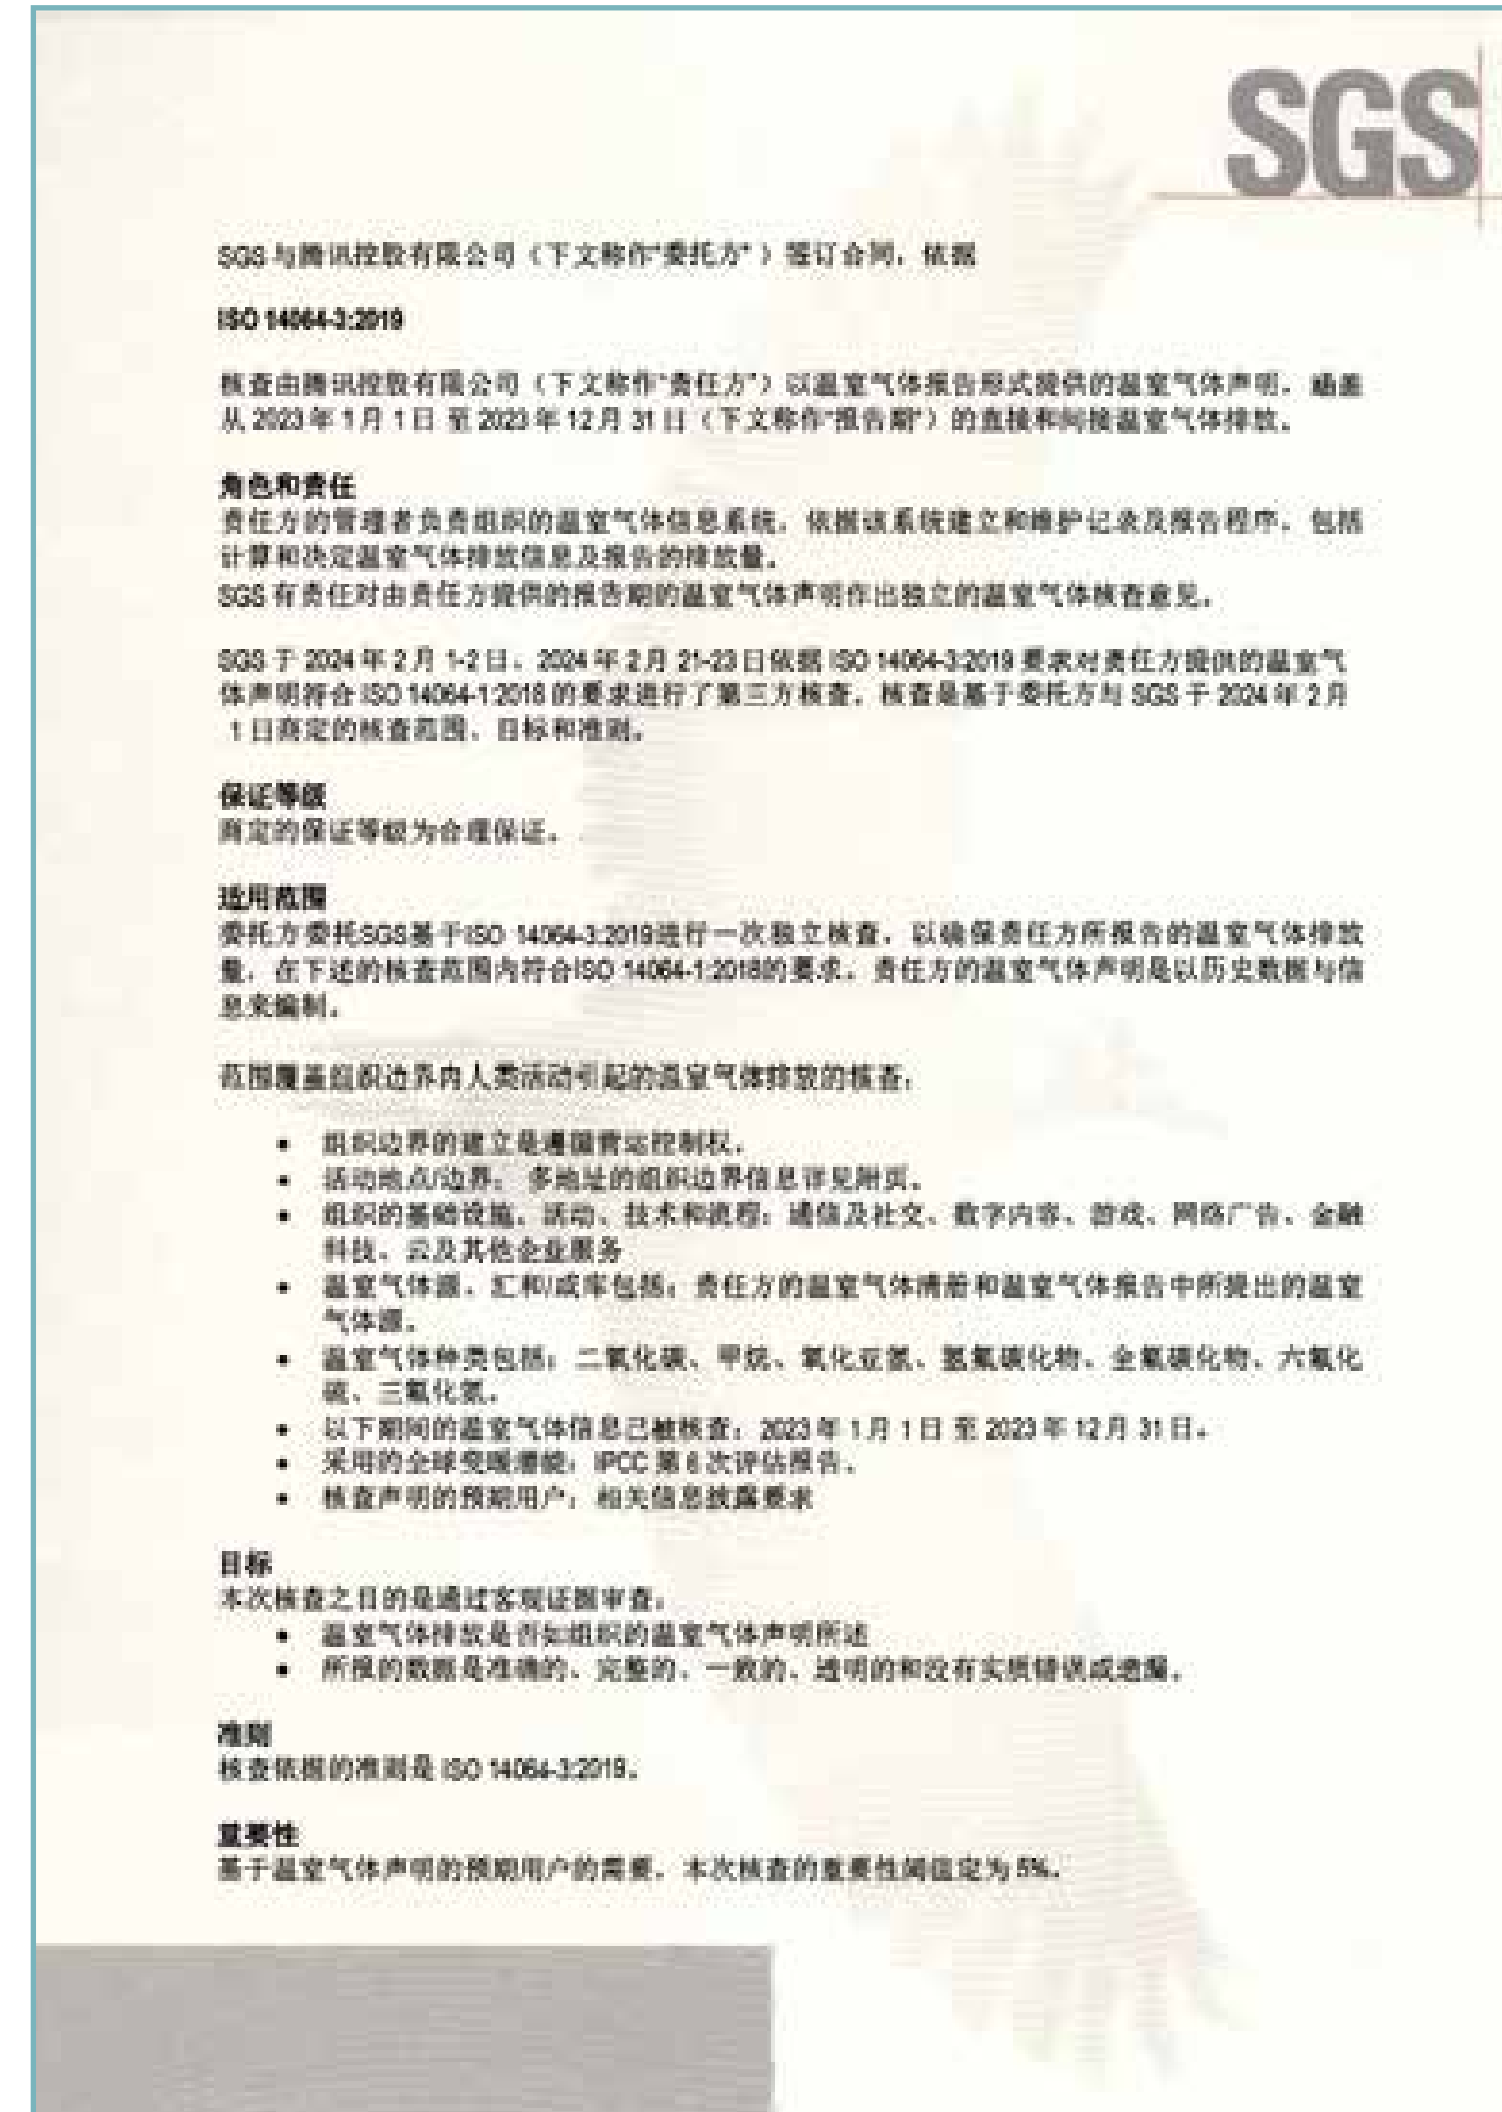 SGS
SGS 与腾讯控股有限公司（下文称作“委托方”）签订合同，依据
ISO 14064-3:2019
核查由腾讯控股有限公司（下文称作“责任方”）以温室气体报告形式提供的温室气体声明，涵盖
从 2023 年 1 月 1 日 至 2023 年 12 月 31 日（下文称作“报告期”）的直接和间接温室气体排放。
角色和责任
责任方的管理者负责组织的温室气体信息系统，依据该系统建立和维护记录及报告程序，包括
计算和决定温室气体排放信息及报告的排放量。
SGS 有责任对由责任方提供的报告期的温室气体声明作出独立的温室气体核查意见。
SGS 于 2024 年 2 月 1-2 日、2024 年 2 月 21-23 日依据 ISO 14064-3:2019 要求对责任方提供的温室气
体声明符合 ISO 14064-1:2018 的要求进行了第三方核查。核查是基于委托方与 SGS 于 2024 年 2 月
1 日商定的核查范围、目标和准则。
保证等级
商定的保证等级为合理保证。
适用范围
委托方委托SGS基于ISO 14064-3:2019进行一次独立核查，以确保责任方所报告的温室气体排放
量，在下述的核查范围内符合ISO 14064-1:2018的要求。责任方的温室气体声明是以历史数据与信
息来编制。
范围覆盖组织边界内人类活动引起的温室气体排放的核查：
• 组织边界的建立是遵循营运控制权。
• 活动地点/边界： 多地址的组织边界信息详见附页。
• 组织的基础设施、活动、技术和流程：通信及社交、数字内容、游戏、网络广告、金融
科技、云及其他企业服务
• 温室气体源、汇和/或库包括：责任方的温室气体清册和温室气体报告中所提出的温室
气体源。
• 温室气体种类包括：二氧化碳、甲烷、氧化亚氮、氢氟碳化物、全氟碳化物、六氟化
硫、三氟化氮。
• 以下期间的温室气体信息已被核查：2023 年 1 月 1 日 至 2023 年 12 月 31 日。
• 采用的全球变暖潜能：IPCC 第 6 次评估报告。
• 核查声明的预期用户：相关信息披露要求
目标
本次核查之目的是通过客观证据审查：
• 温室气体排放是否如组织的温室气体声明所述
• 所报的数据是准确的、完整的、一致的、透明的和没有实质错误或遗漏。
准则
核查依据的准则是 ISO 14064-3:2019。
重要性
基于温室气体声明的预期用户的需要，本次核查的重要性阈值定为 5%。